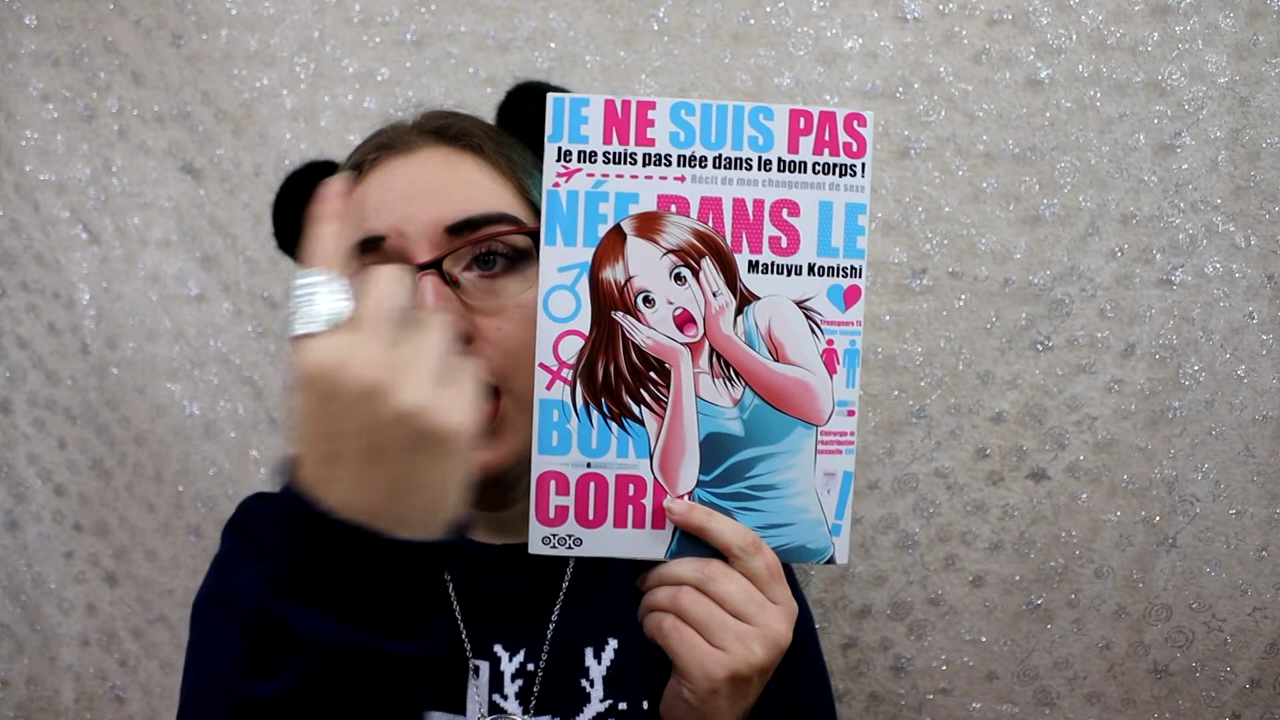 JE NE SUIS PAS
Je ne suis pas née dans le bon corps !
Récit de mon changement de sexe
NÉE DANS LE
Mafuyu Konishi
BON
CORP
!